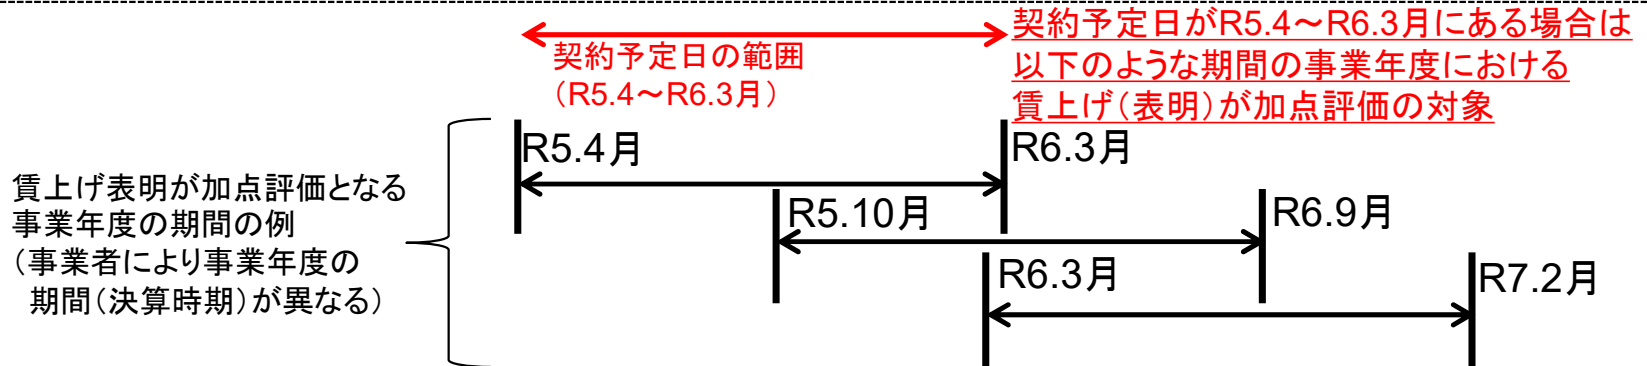 契約予定日の範囲
（R5.4～R6.3月）
契約予定日がR5.4～R6.3月にある場合は
以下のような期間の事業年度における
賃上げ（表明）が加点評価の対象
賃上げ表明が加点評価となる
事業年度の期間の例
（事業者により事業年度の
期間（決算時期）が異なる）
R5.4月
R6.3月
R5.10月
R6.9月
R6.3月
R7.2月